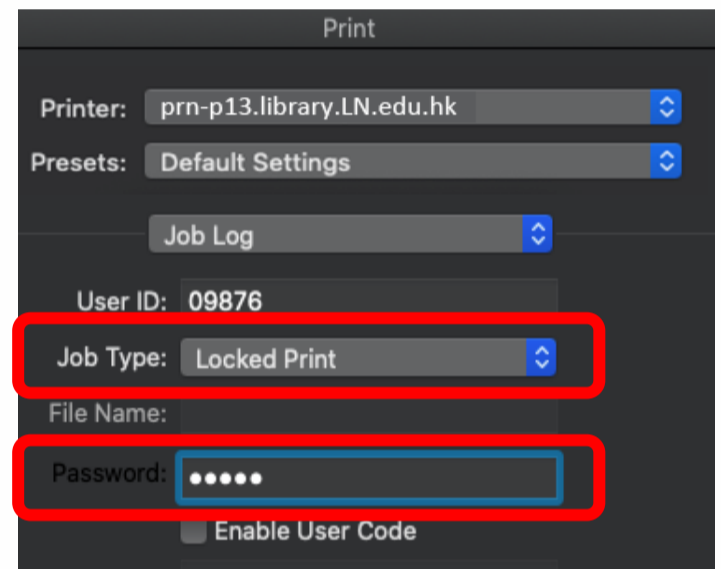 Print
Printer: prn-p13.library.LN.edu.hk
Presets: Default Settings
Job Log
User ID: 09876
Job Type: Locked Print
File Name:
Password: •••••
Enable User Code